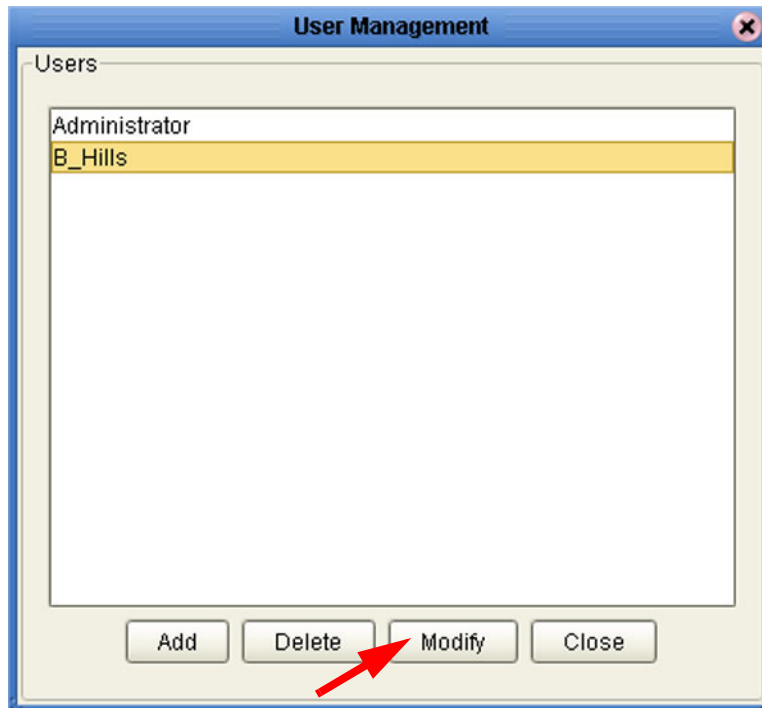 User Management
Users
Administrator
B_Hills
Add Delete Modify Close